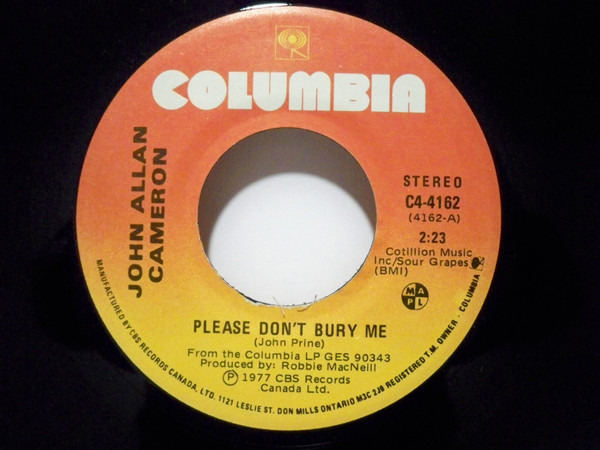 COLUMBIA
JOHN ALLAN
CAMERON
STEREO
C4-4162
(4162-A)
2:23
Cotillion Music
Inc/Sour Grapes
(BMI)
M A
P L
PLEASE DON'T BURY ME
(John Prine)
From the Columbia LP GES 90343
Produced by: Robbie MacNeill
Ⓟ 1977 CBS Records
Canada Ltd.
MANUFACTURED BY CBS RECORDS CANADA, LTD. 1121 LESLIE ST. DON MILLS ONTARIO M3C 2J9 REGISTERED T.M. OWNER · COLUMBIA